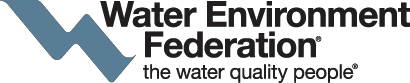 Water Environment
Federation®
the water quality people®